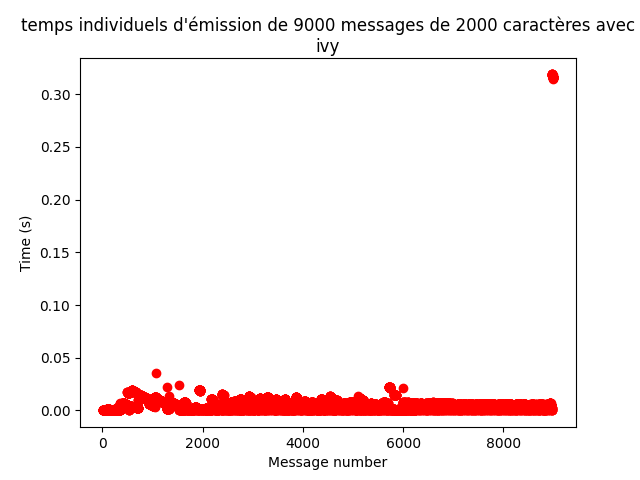 temps individuels d'émission de 9000 messages de 2000 caractères avec
ivy
0.30
0.25
0.20
0.15
0.10
0.05
0.00
Time (s)
0 2000 4000 6000 8000
Message number